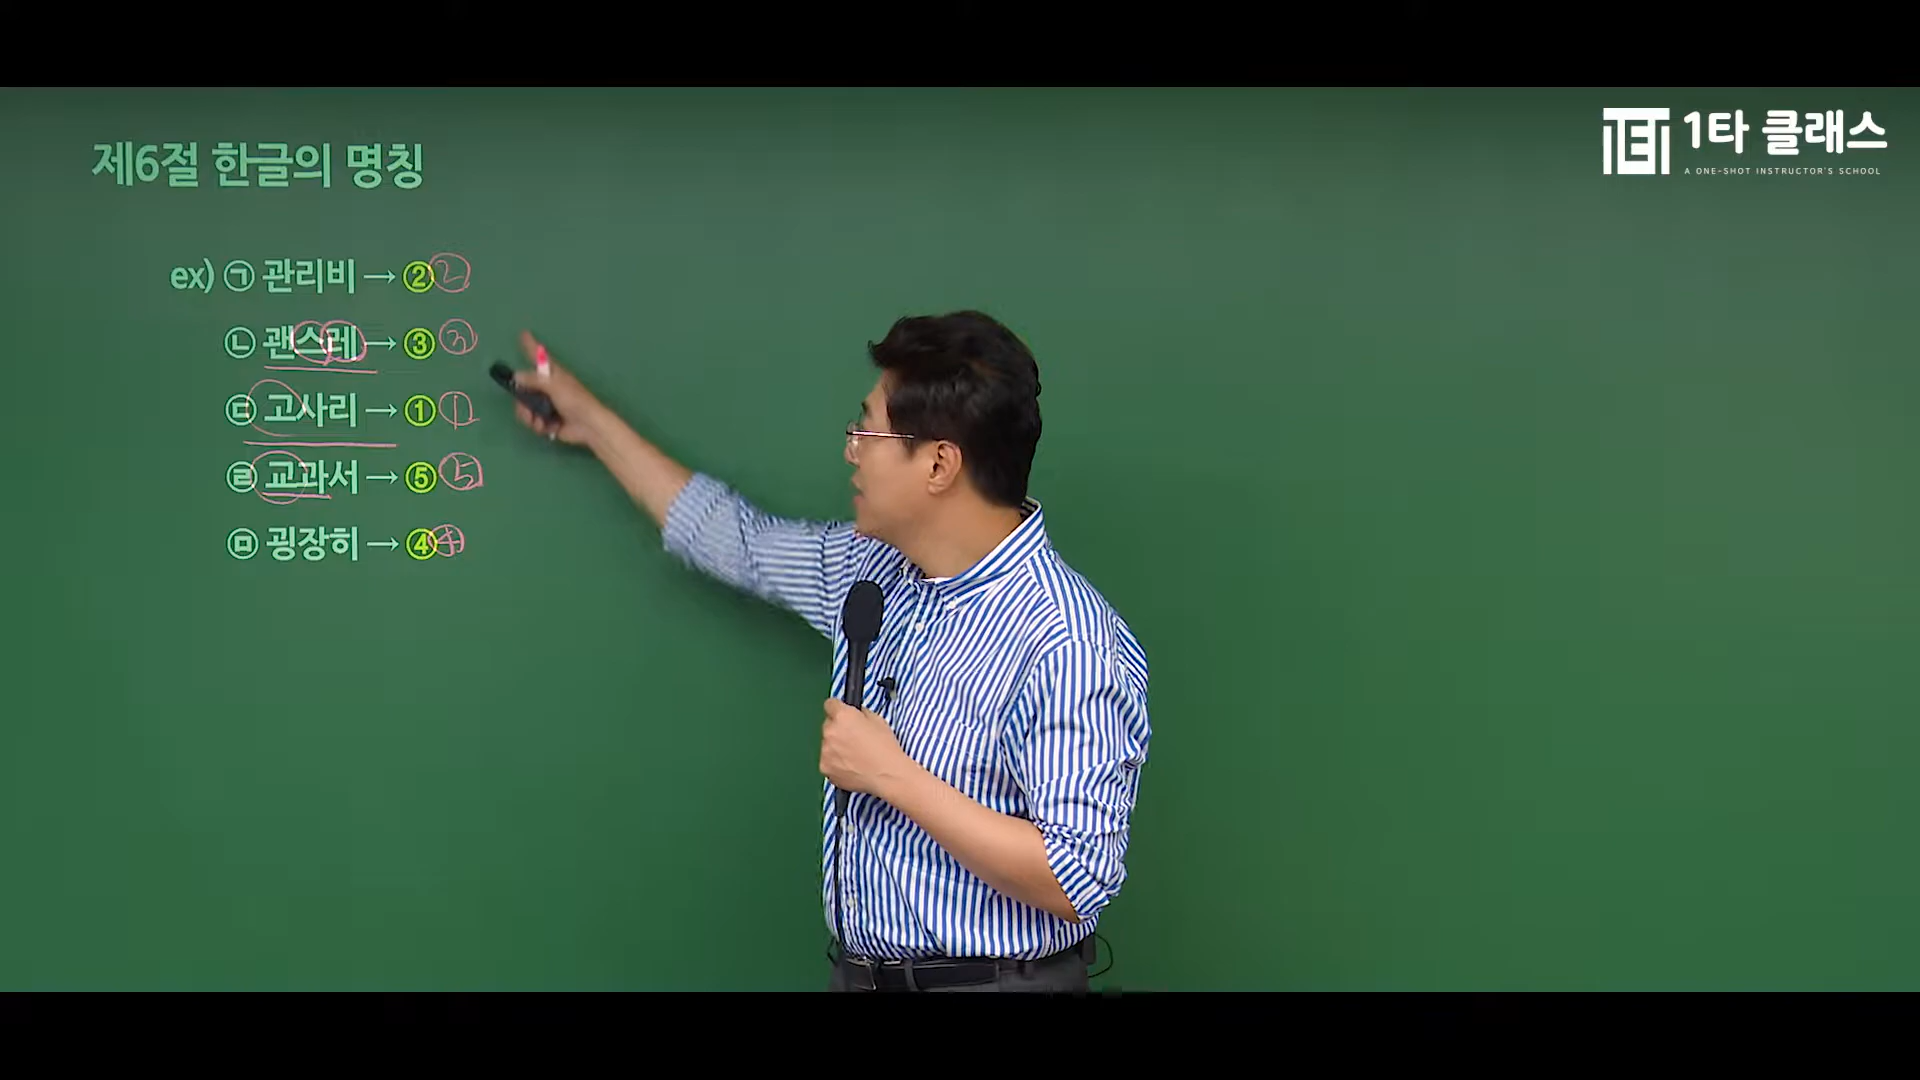 1타 클래스
A ONE-SHOT INSTRUCTOR'S SCHOOL
제6절 한글의 명칭
ex) ㉠ 관리비 → ② ②
㉡ 괜스레 → ③ ③
㉢ 고사리 → ① ①
㉣ 교과서 → ⑤ ⑤
㉤ 굉장히 → ④ ④